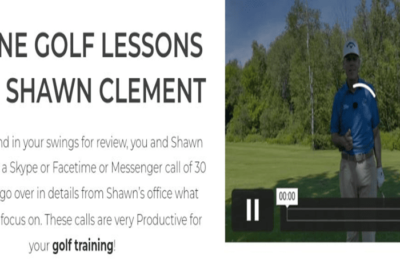 NE GOLF LESSONS
SHAWN CLEMENT
nd in your swings for review, you and Shawn
a Skype or Facetime or Messenger call of 30
go over in details from Shawn's office what
focus on. These calls are very Productive for
your golf training!
00:00